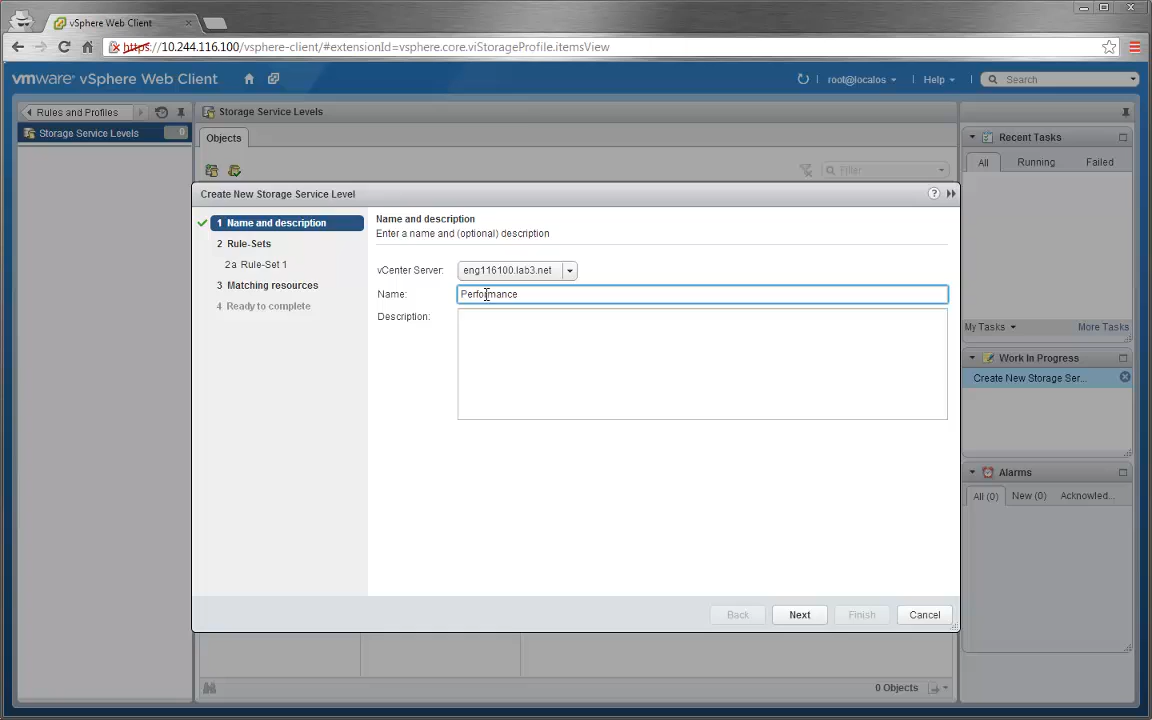 vSphere Web Client
https://10.244.116.100/vsphere-client/#extensionId=vsphere.core.viStorageProfile.itemsView
vmware® vSphere Web Client
root@localos
Help
Search
Rules and Profiles
Storage Service Levels
Recent Tasks
Storage Service Levels 0
Objects
All
Running
Failed
Filter
Create New Storage Service Level
1 Name and description
2 Rule-Sets
2a Rule-Set 1
3 Matching resources
4 Ready to complete
Name and description
Enter a name and (optional) description
vCenter Server: eng116100.lab3.net
Name: Performance
Description:
My Tasks
More Tasks
Work In Progress
Create New Storage Ser...
Alarms
All (0)
New (0)
Acknowled...
Back
Next
Finish
Cancel
0 Objects